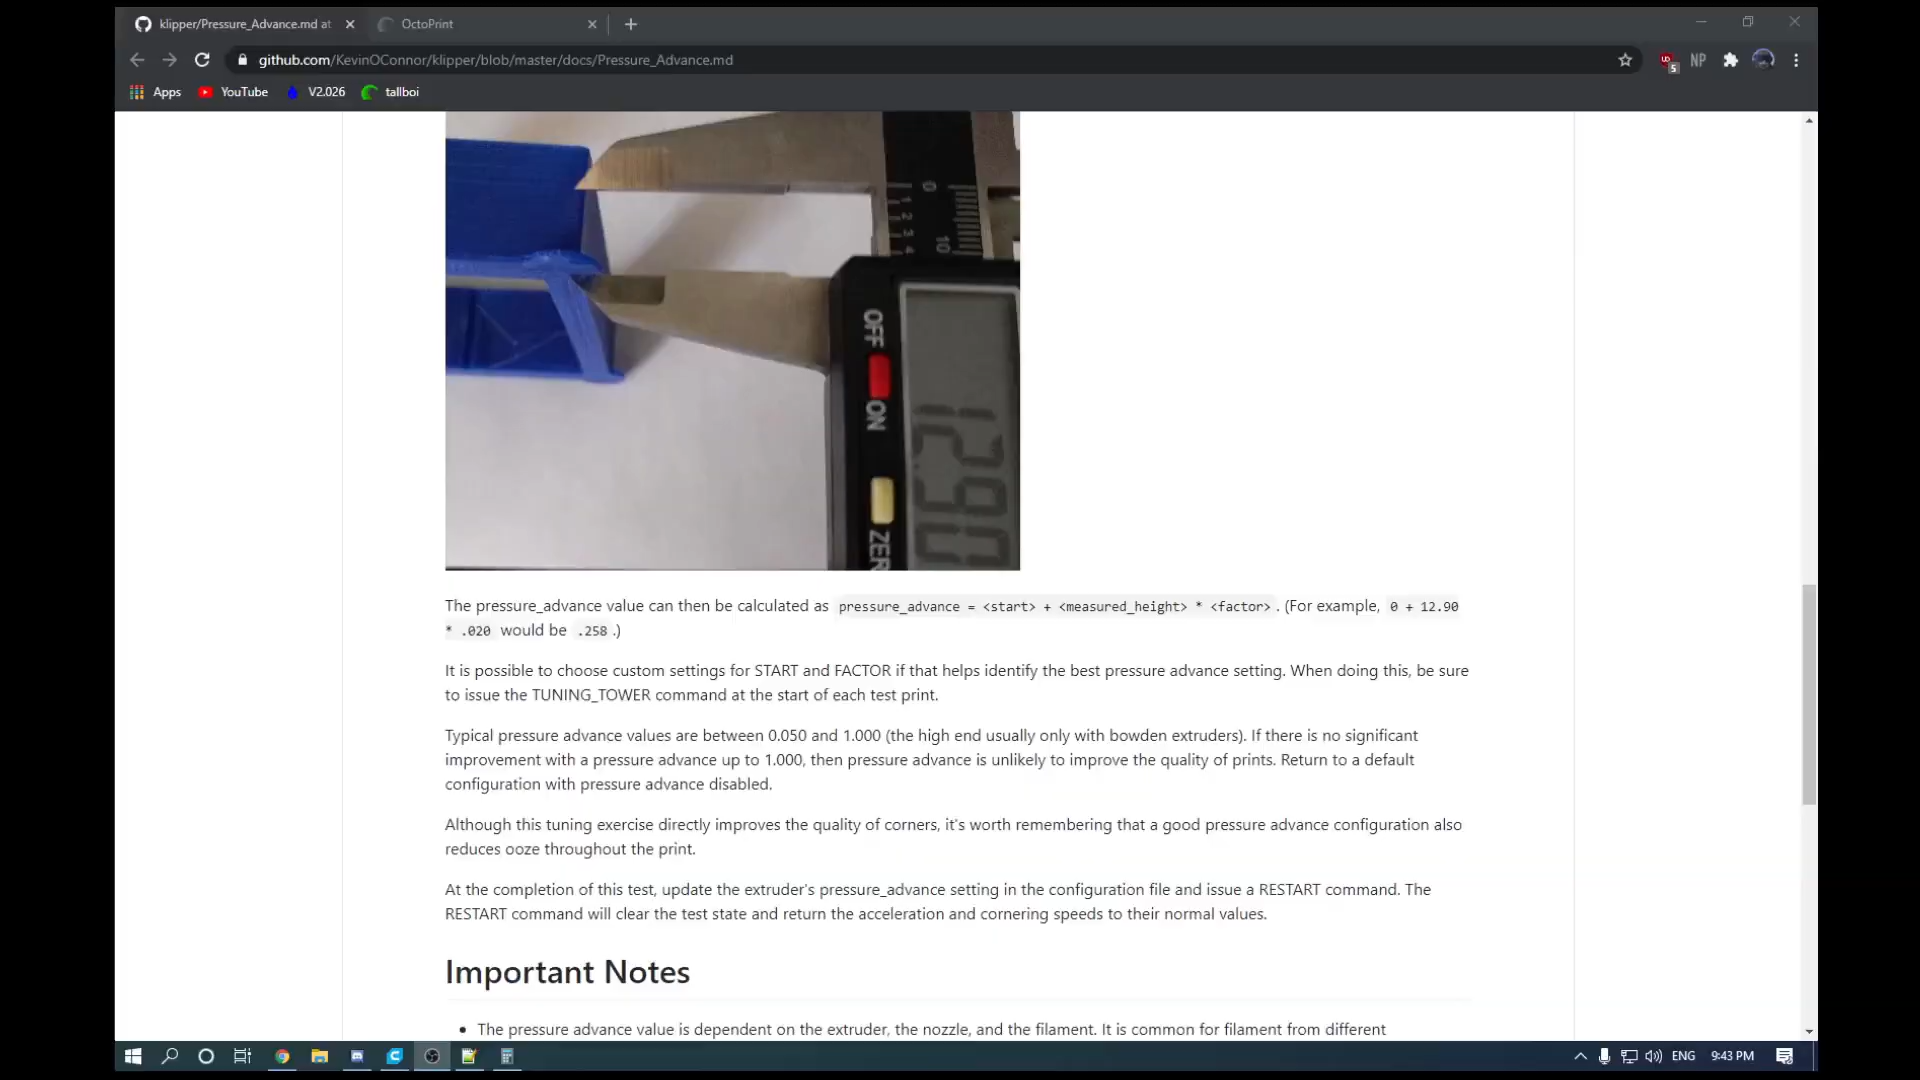 klipper/Pressure_Advance.md at
OctoPrint
github.com/KevinOConnor/klipper/blob/master/docs/Pressure_Advance.md
5
NP
Apps
YouTube
V2.026
tallboi
0
1
2
3
4
10
OFF
ON
ZER
12.90
The pressure_advance value can then be calculated as pressure_advance = <start> + <measured_height> * <factor> . (For example, 0 + 12.90
* .020 would be .258 .)
It is possible to choose custom settings for START and FACTOR if that helps identify the best pressure advance setting. When doing this, be sure
to issue the TUNING_TOWER command at the start of each test print.
Typical pressure advance values are between 0.050 and 1.000 (the high end usually only with bowden extruders). If there is no significant
improvement with a pressure advance up to 1.000, then pressure advance is unlikely to improve the quality of prints. Return to a default
configuration with pressure advance disabled.
Although this tuning exercise directly improves the quality of corners, it's worth remembering that a good pressure advance configuration also
reduces ooze throughout the print.
At the completion of this test, update the extruder's pressure_advance setting in the configuration file and issue a RESTART command. The
RESTART command will clear the test state and return the acceleration and cornering speeds to their normal values.
Important Notes
• The pressure advance value is dependent on the extruder, the nozzle, and the filament. It is common for filament from different
ENG
9:43 PM